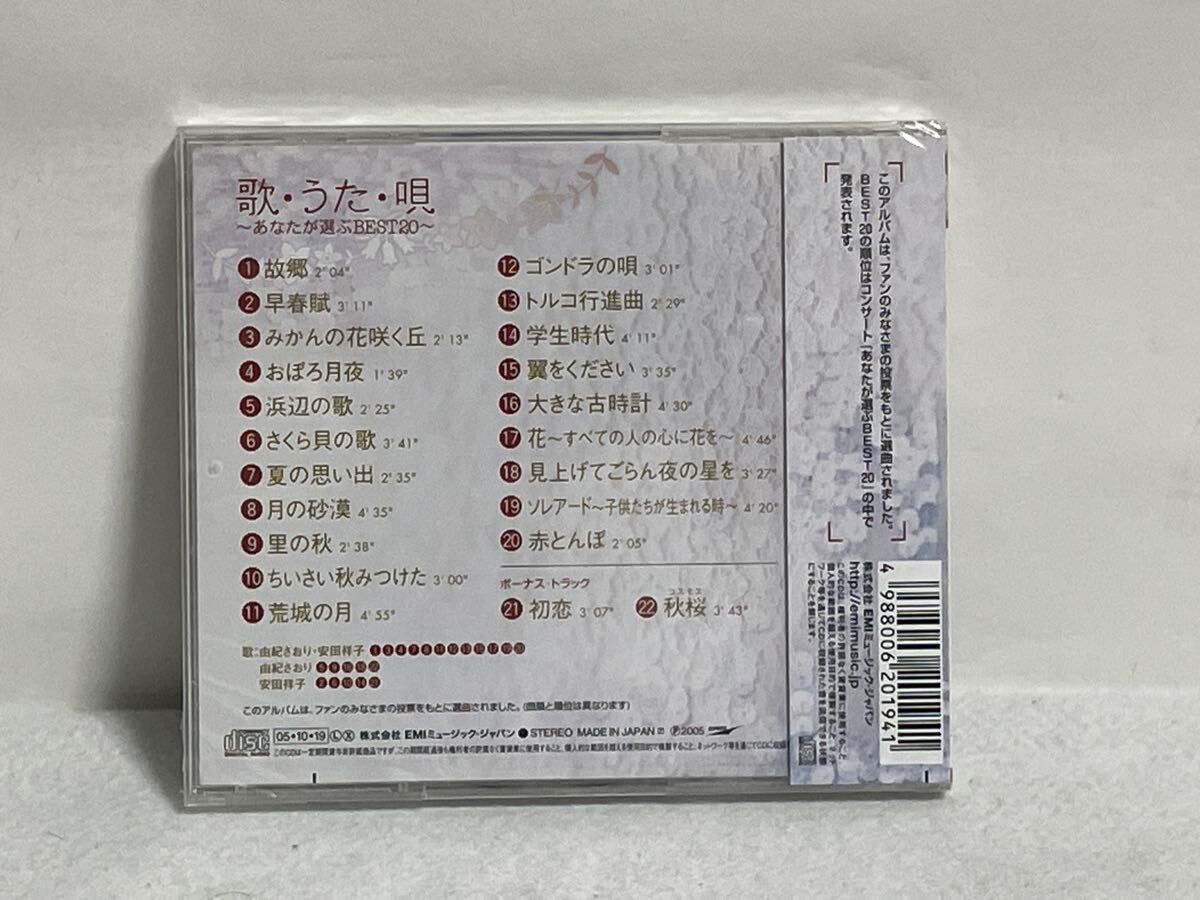 歌・うた・唄
～あなたが選ぶBEST20～
1 故郷 2'04"
2 早春賦 3'11"
3 みかんの花咲く丘 2'13"
4 おぼろ月夜 1'39"
5 浜辺の歌 2'25"
6 さくら貝の歌 3'41"
7 夏の思い出 2'35"
8 月の砂漠 4'35"
9 里の秋 2'38"
10 ちいさい秋みつけた 3'00"
11 荒城の月 4'55"
12 ゴンドラの唄 3'01"
13 トルコ行進曲 2'29"
14 学生時代 4'11"
15 翼をください 3'35"
16 大きな古時計 4'30"
17 花～すべての人の心に花を～ 4'46"
18 見上げてごらん夜の星を 3'27"
19 ソレアード～子供たちが生まれる時～ 4'20"
20 赤とんぼ 2'05"
ボーナス・トラック
21 初恋 3'07"
コスモス
22 秋桜 3'43"
歌:由紀さおり・安田祥子
由紀さおり
安田祥子
このアルバムは、ファンのみなさまの投票をもとに選曲されました。(曲順と順位は異なります)
disc
05・10・19 L X 株式会社 EMIミュージック・ジャパン ● STEREO MADE IN JAPAN ℗2005
このアルバムは、ファンのみなさまの投票をもとに選曲されました。
BEST20の順位はコンサート「あなたが選ぶBEST20」の中で
発表されます。
株式会社 EMIミュージック・ジャパン
http://emimusic.jp
4 988006 201941